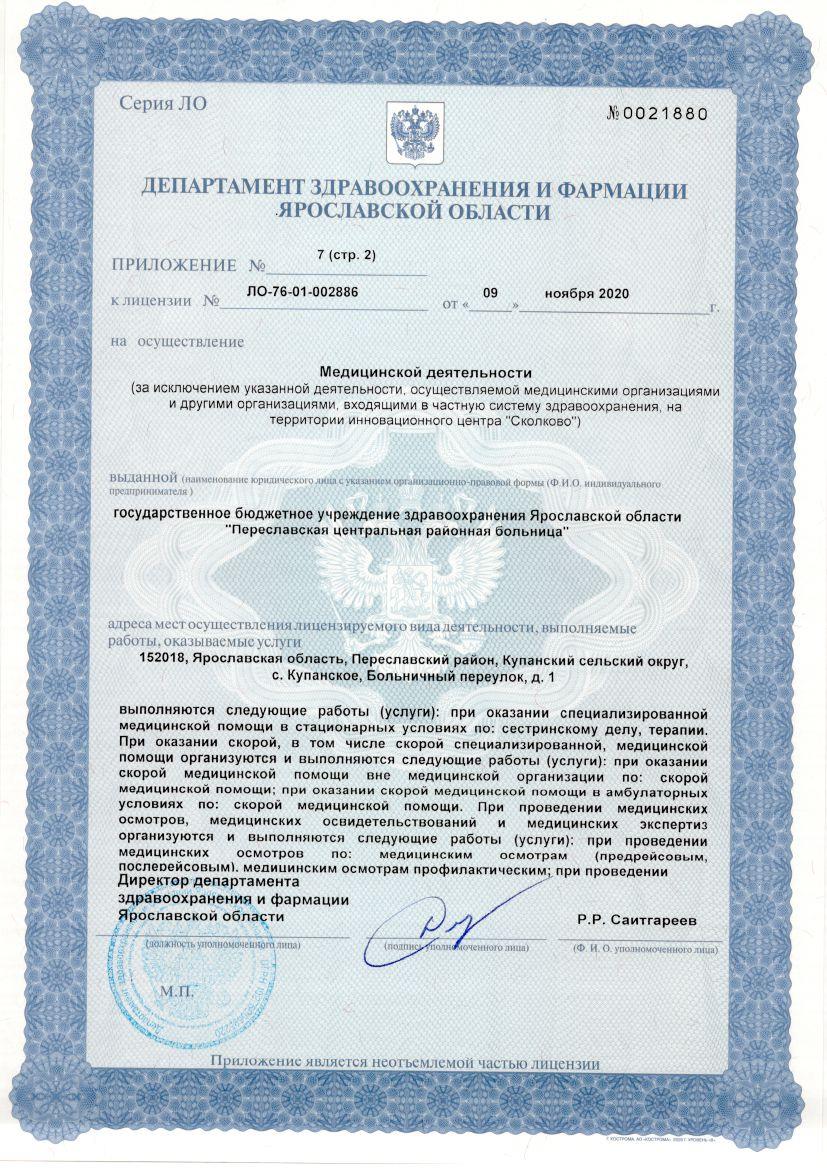 Серия ЛО
№0021880
ДЕПАРТАМЕНТ ЗДРАВООХРАНЕНИЯ И ФАРМАЦИИ
ЯРОСЛАВСКОЙ ОБЛАСТИ
ПРИЛОЖЕНИЕ № 7 (стр. 2)
к лицензии № ЛО-76-01-002886 от « 09 » ноября 2020 г.
на осуществление
Медицинской деятельности
(за исключением указанной деятельности, осуществляемой медицинскими организациями
и другими организациями, входящими в частную систему здравоохранения, на
территории инновационного центра "Сколково")
выданной (наименование юридического лица с указанием организационно-правовой формы (Ф.И.О. индивидуального
предпринимателя )
государственное бюджетное учреждение здравоохранения Ярославской области
"Переславская центральная районная больница"
адреса мест осуществления лицензируемого вида деятельности, выполняемые
работы, оказываемые услуги
152018, Ярославская область, Переславский район, Купанский сельский округ,
с. Купанское, Больничный переулок, д. 1
выполняются следующие работы (услуги): при оказании специализированной
медицинской помощи в стационарных условиях по: сестринскому делу, терапии.
При оказании скорой, в том числе скорой специализированной, медицинской
помощи организуются и выполняются следующие работы (услуги): при оказании
скорой медицинской помощи вне медицинской организации по: скорой
медицинской помощи; при оказании скорой медицинской помощи в амбулаторных
условиях по: скорой медицинской помощи. При проведении медицинских
осмотров, медицинских освидетельствований и медицинских экспертиз
организуются и выполняются следующие работы (услуги): при проведении
медицинских осмотров по: медицинским осмотрам (предрейсовым,
послерейсовым), медицинским осмотрам профилактическим; при проведении
Директор департамента
здравоохранения и фармации
Ярославской области
Р.Р. Саитгареев
(должность уполномоченного лица)
(подпись уполномоченного лица)
(Ф. И. О. уполномоченного лица)
М.П.
Приложение является неотъемлемой частью лицензии